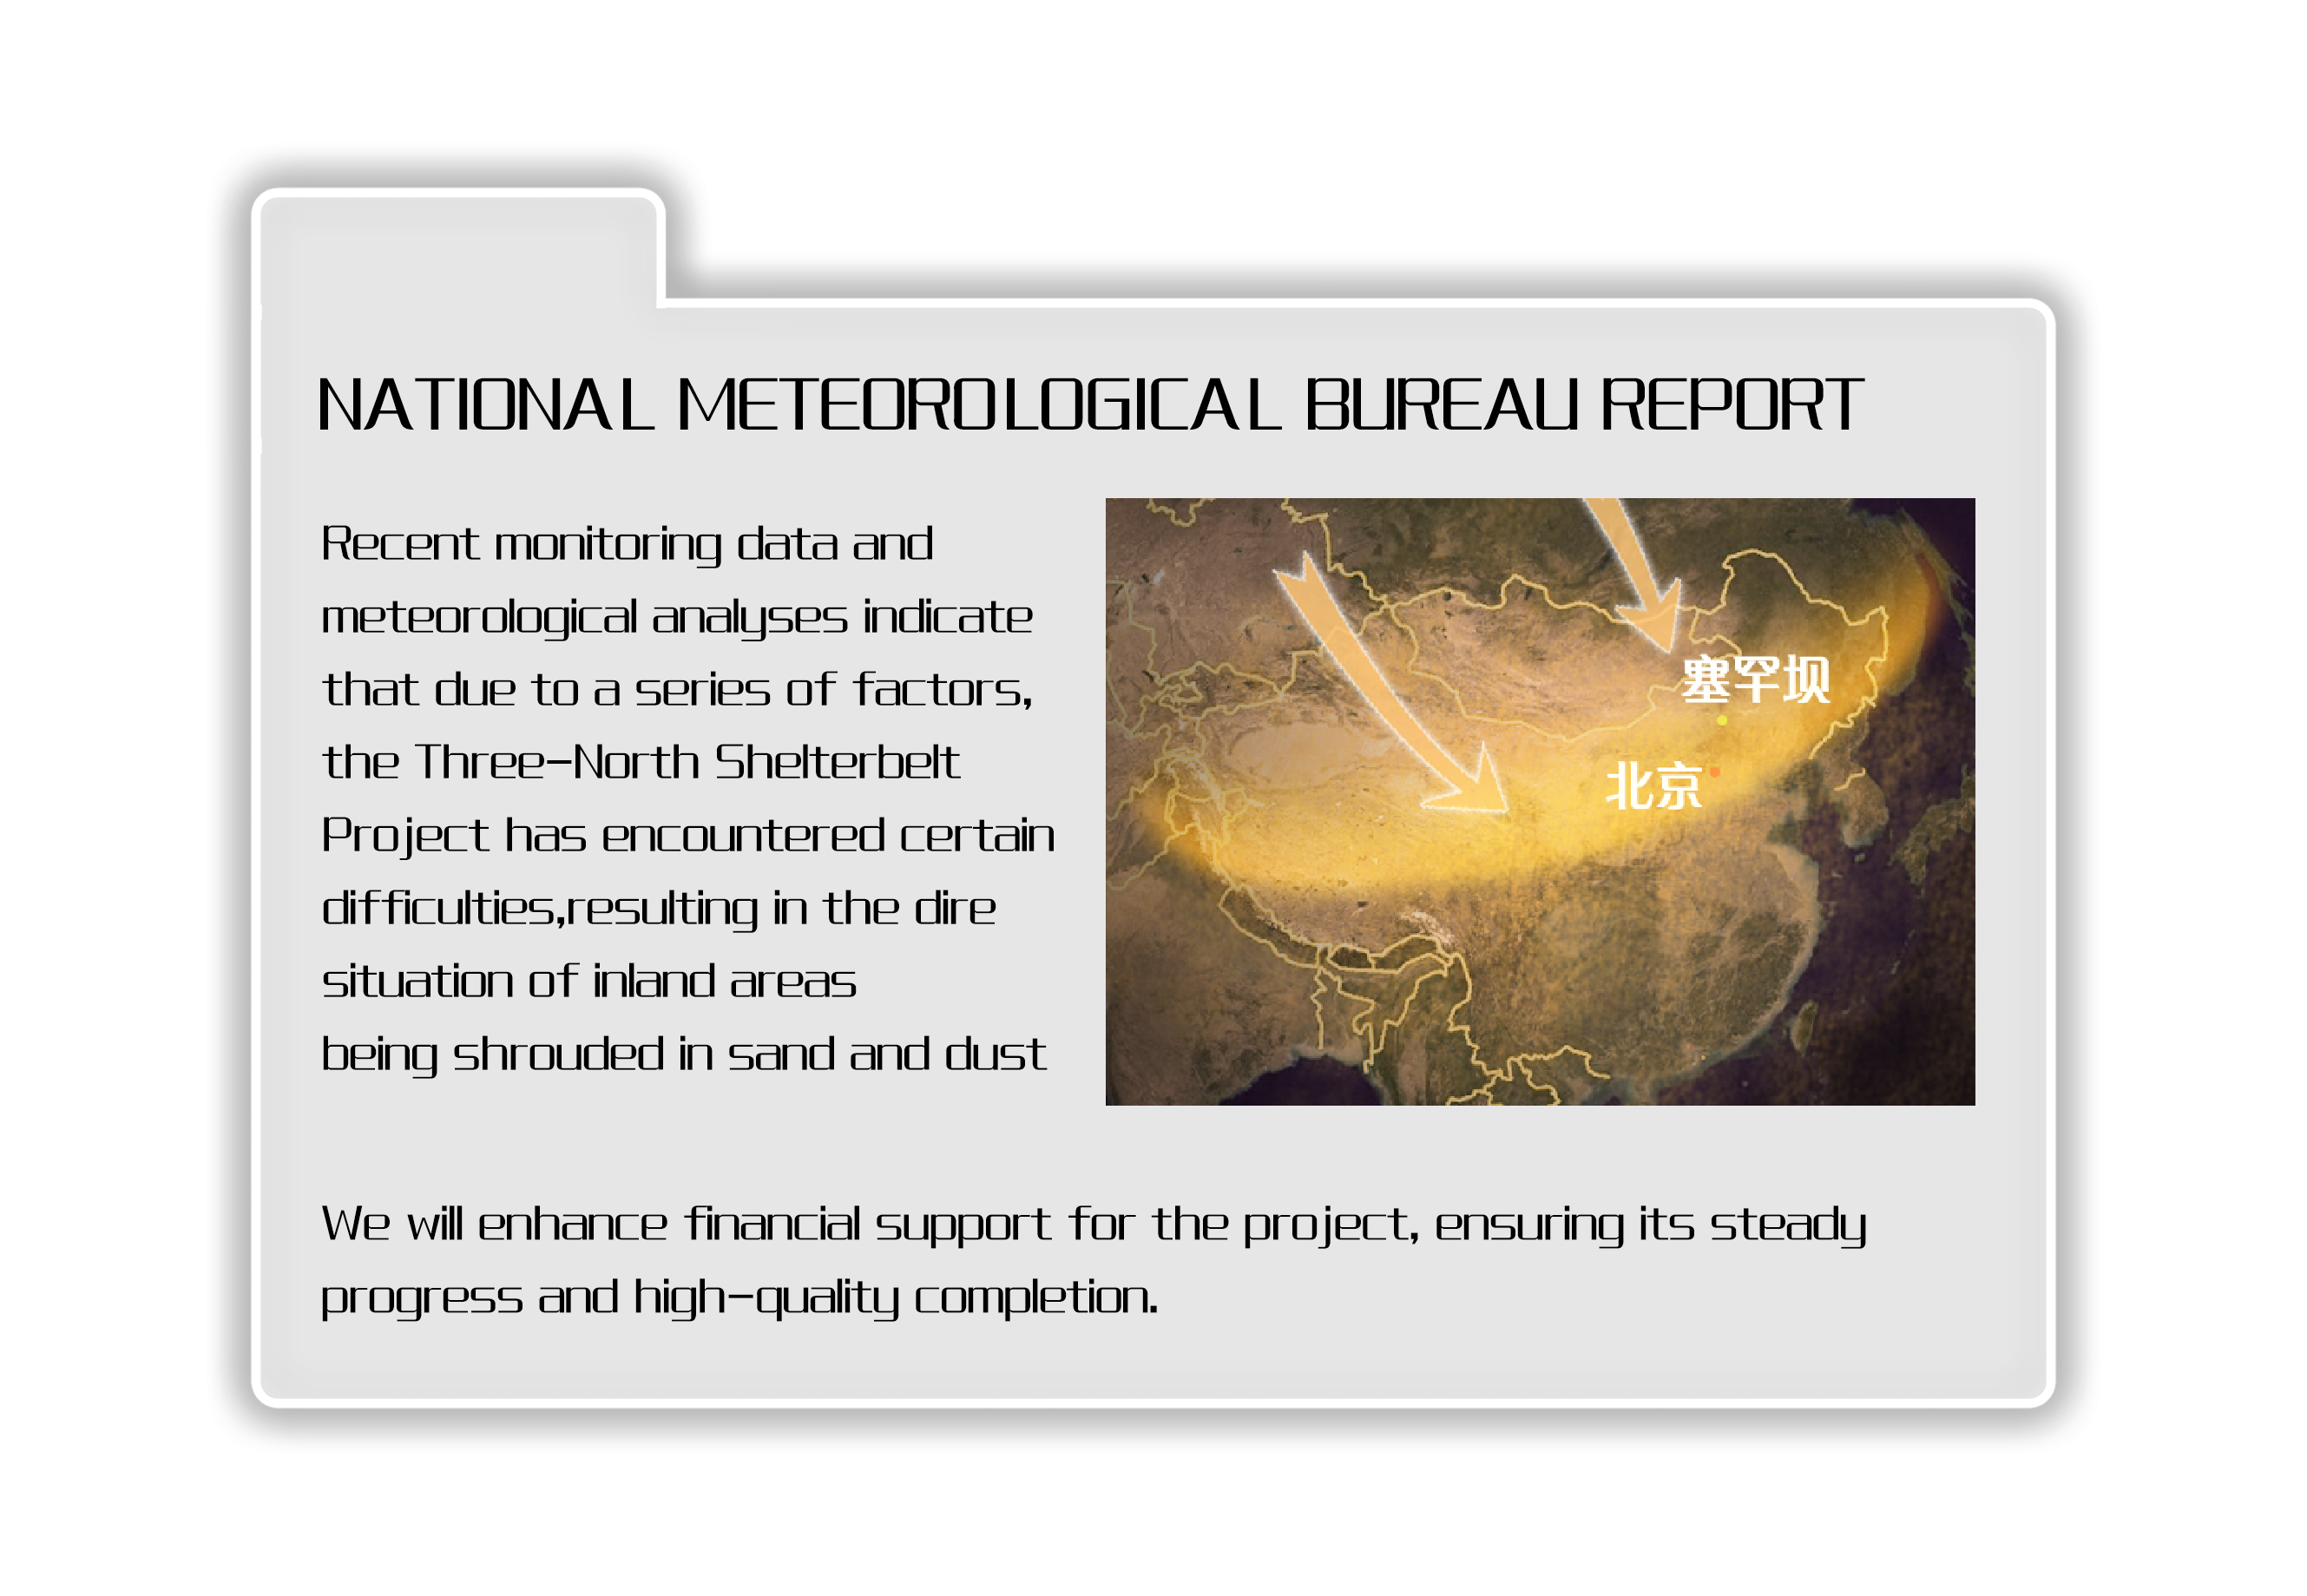 NATIONAL METEOROLOGICAL BUREAU REPORT
Recent monitoring data and
meteorological analyses indicate
that due to a series of factors,
the Three-North Shelterbelt
Project has encountered certain
difficulties,resulting in the dire
situation of inland areas
being shrouded in sand and dust
塞罕坝
北京
We will enhance financial support for the project, ensuring its steady
progress and high-quality completion.